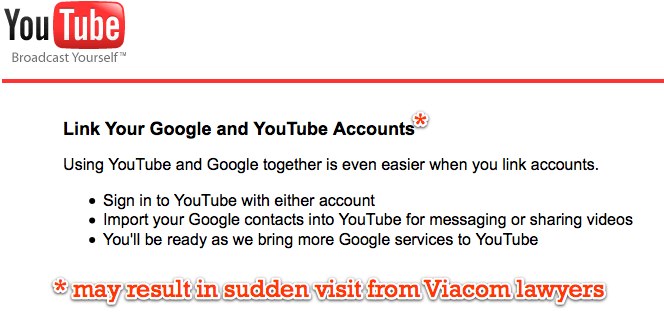 YouTube
Broadcast Yourself™
Link Your Google and YouTube Accounts*
Using YouTube and Google together is even easier when you link accounts.
• Sign in to YouTube with either account
• Import your Google contacts into YouTube for messaging or sharing videos
• You'll be ready as we bring more Google services to YouTube
* may result in sudden visit from Viacom lawyers